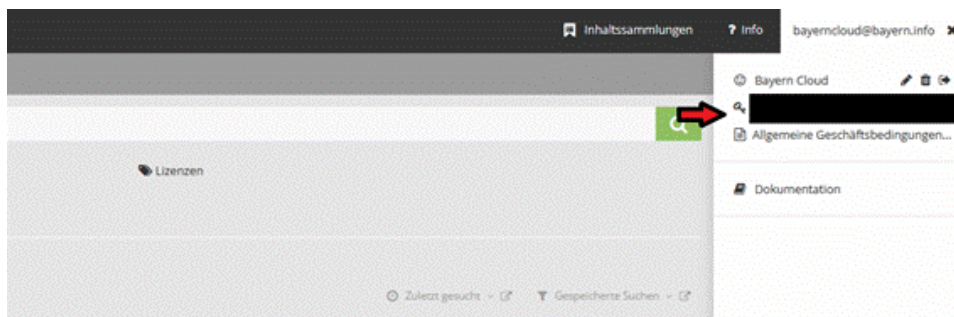 Inhaltssammlungen
? Info
bayerncloud@bayern.info
Bayern Cloud
Allgemeine Geschäftsbedingungen...
Lizenzen
Dokumentation
Zuletzt gesucht
Gespeicherte Suchen